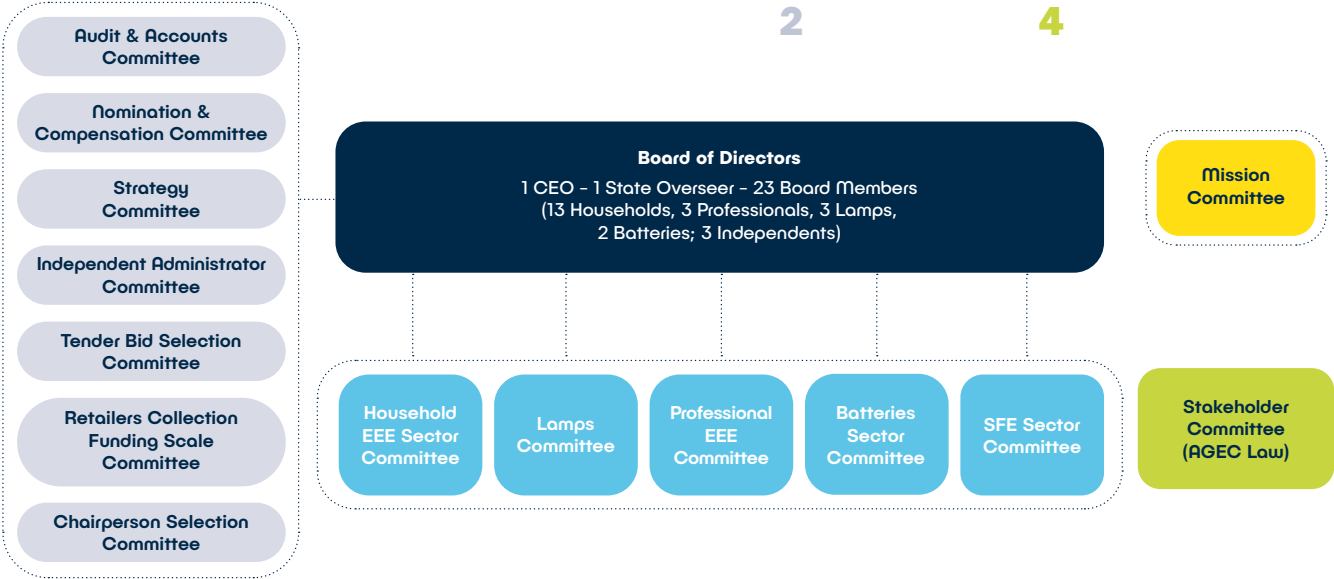 2
4
Audit & Accounts
Committee
Nomination &
Compensation Committee
Strategy
Committee
Independent Administrator
Committee
Tender Bid Selection
Committee
Retailers Collection
Funding Scale
Committee
Chairperson Selection
Committee
Board of Directors
1 CEO - 1 State Overseer - 23 Board Members
(13 Households, 3 Professionals, 3 Lamps,
2 Batteries; 3 Independents)
Mission
Committee
Household
EEE Sector
Committee
Lamps
Committee
Professional
EEE
Committee
Batteries
Sector
Committee
SFE Sector
Committee
Stakeholder
Committee
(AGEC Law)